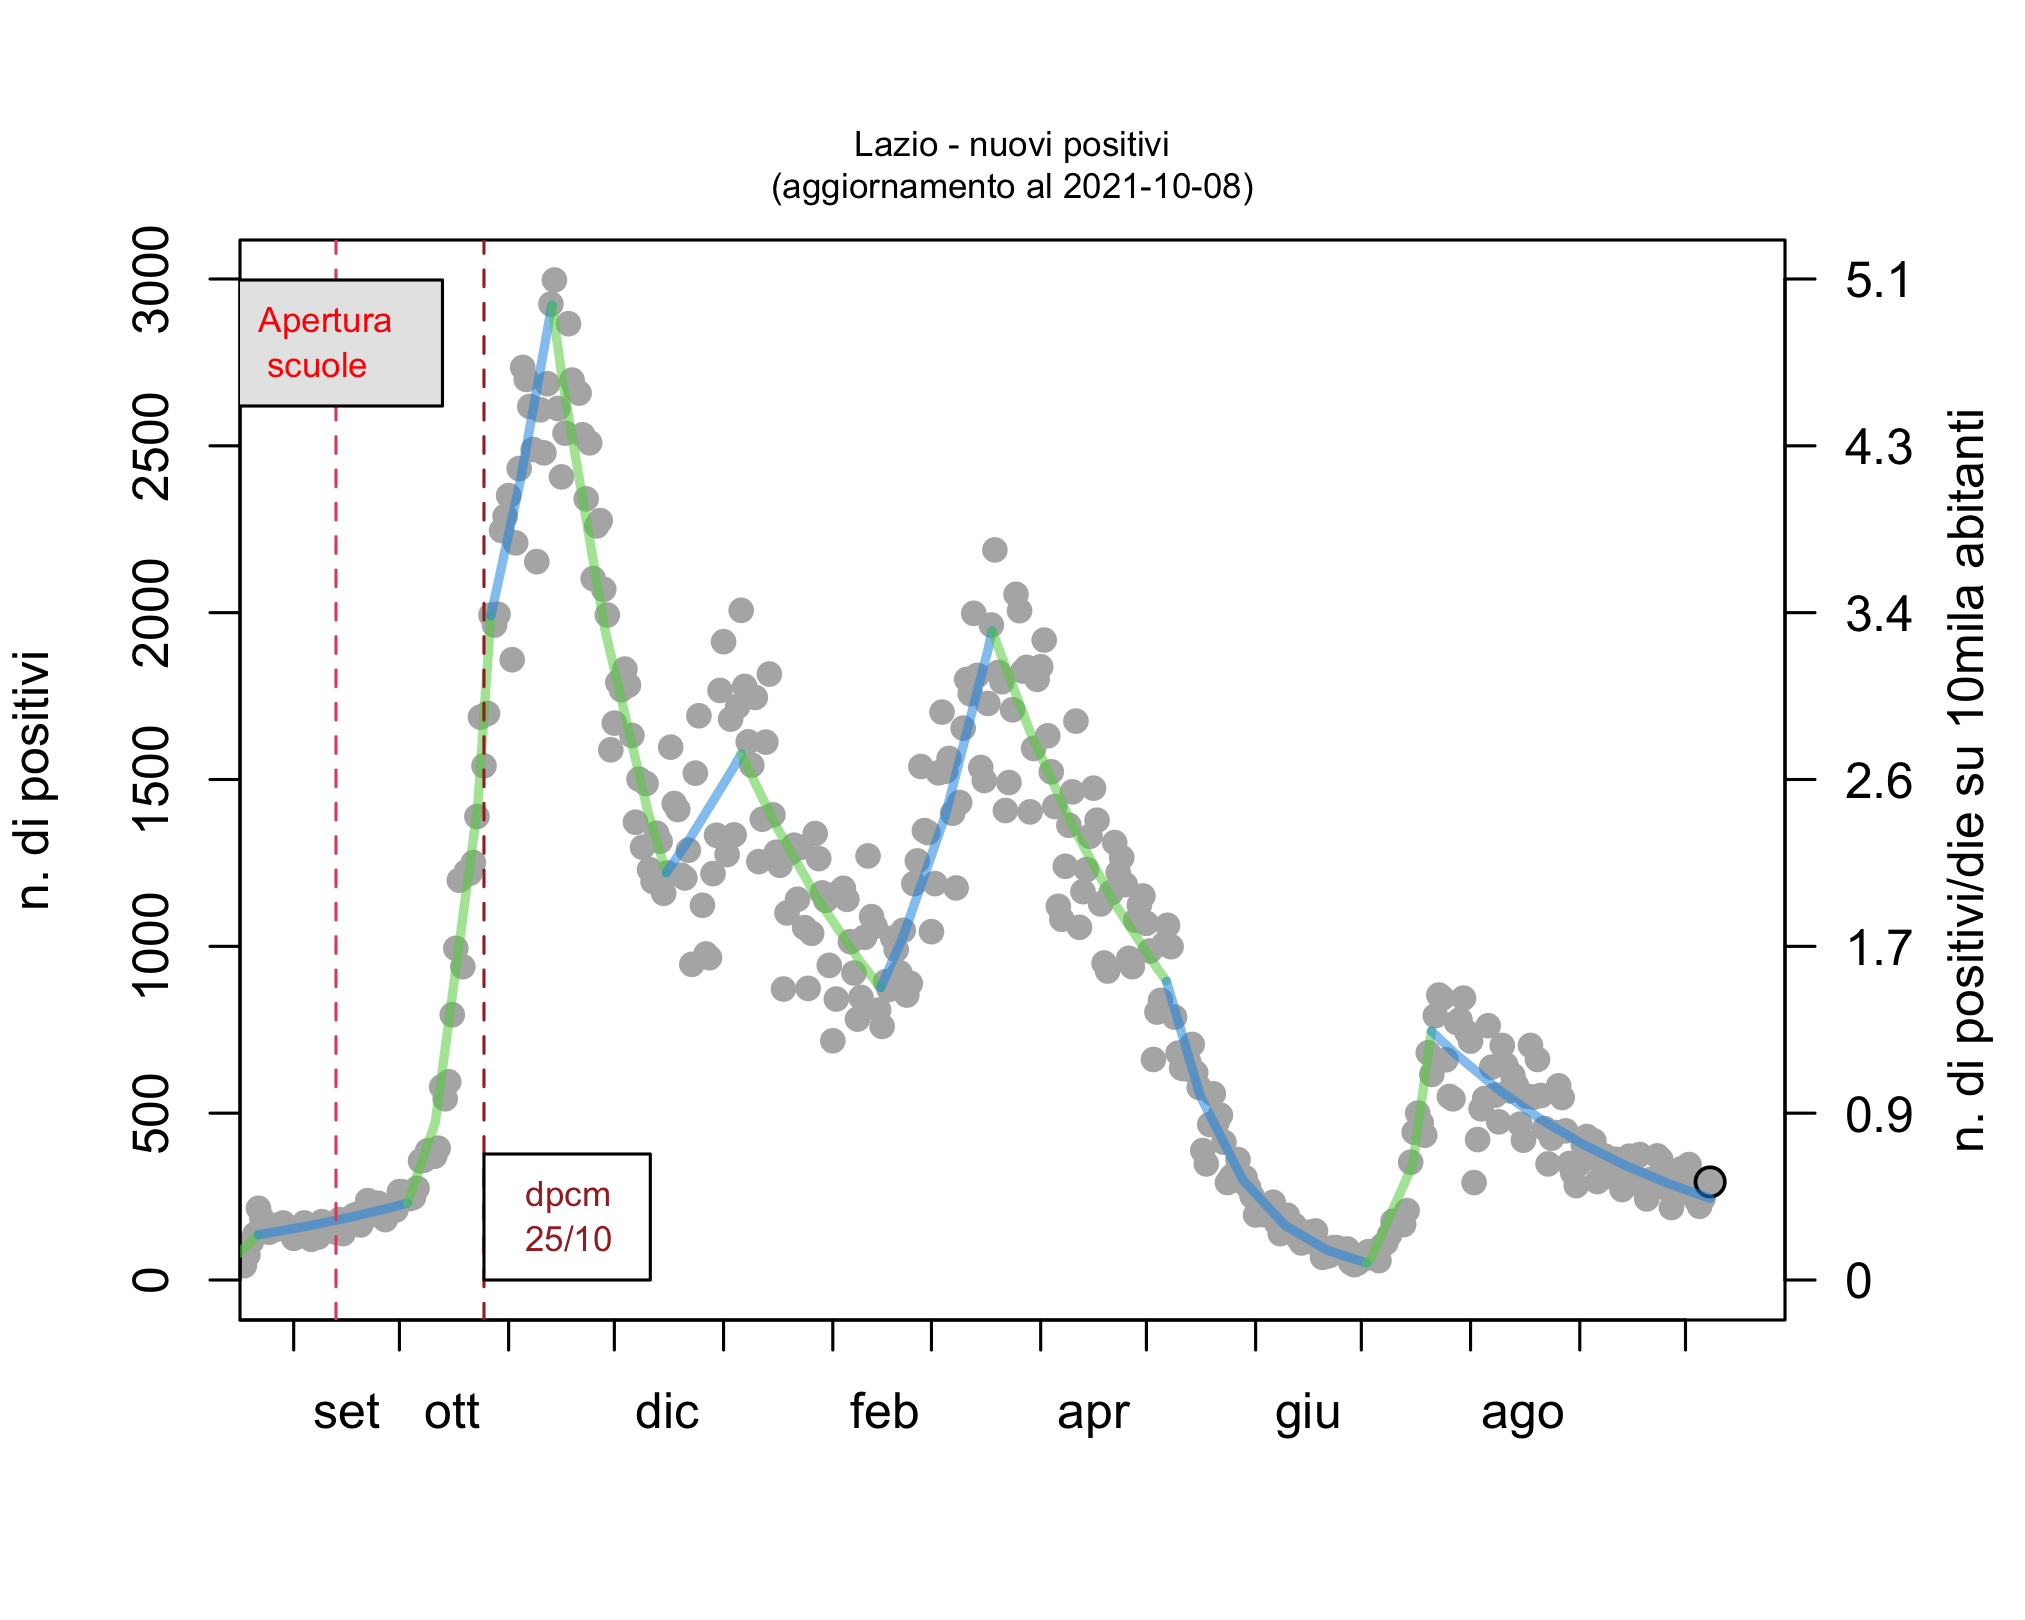 Lazio - nuovi positivi
(aggiornamento al 2021-10-08)
n. di positivi
3000
2500
2000
1500
1000
500
0
Apertura
scuole
dpcm
25/10
5.1
4.3
3.4
2.6
1.7
0.9
0
n. di positivi/die su 10mila abitanti
set ott dic feb apr giu ago